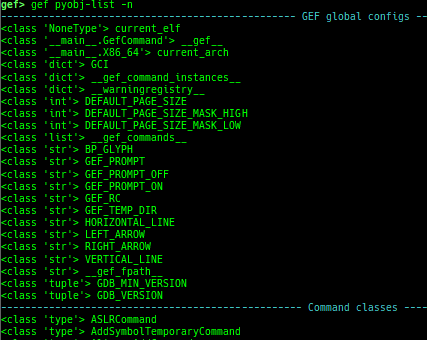 gef> gef pyobj-list -n
----------------------------------------------- GEF global configs --
<class 'NoneType'> current_elf
<class '__main__.GefCommand'> __gef__
<class '__main__.X86_64'> current_arch
<class 'dict'> GCI
<class 'dict'> __gef_command_instances__
<class 'dict'> __warningregistry__
<class 'int'> DEFAULT_PAGE_SIZE
<class 'int'> DEFAULT_PAGE_SIZE_MASK_HIGH
<class 'int'> DEFAULT_PAGE_SIZE_MASK_LOW
<class 'list'> __gef_commands__
<class 'str'> BP_GLYPH
<class 'str'> GEF_PROMPT
<class 'str'> GEF_PROMPT_OFF
<class 'str'> GEF_PROMPT_ON
<class 'str'> GEF_RC
<class 'str'> GEF_TEMP_DIR
<class 'str'> HORIZONTAL_LINE
<class 'str'> LEFT_ARROW
<class 'str'> RIGHT_ARROW
<class 'str'> VERTICAL_LINE
<class 'str'> __gef_fpath__
<class 'tuple'> GDB_MIN_VERSION
<class 'tuple'> GDB_VERSION
------------------------------------------------ Command classes ----
<class 'type'> ASLRCommand
<class 'type'> AddSymbolTemporaryCommand